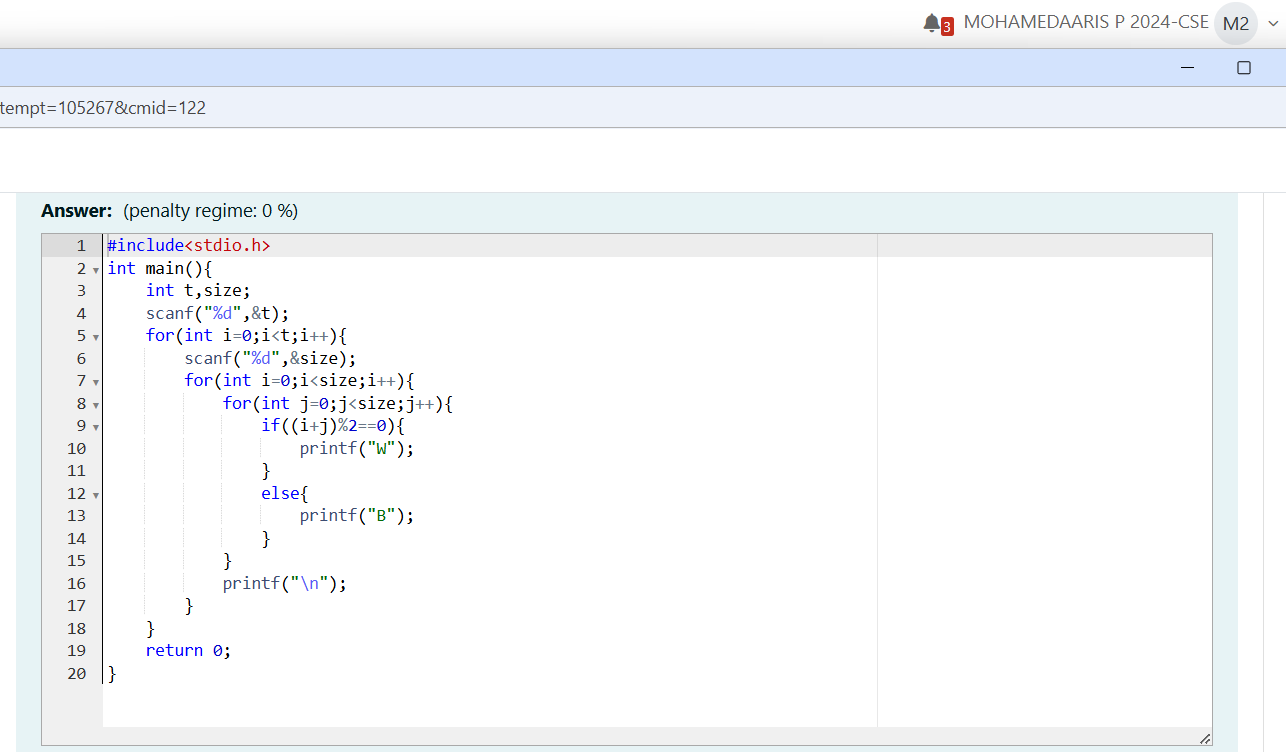 3 MOHAMEDAARIS P 2024-CSE M2
tempt=105267&cmid=122
Answer: (penalty regime: 0 %)
1 #include<stdio.h>
2 int main(){
3     int t,size;
4     scanf("%d",&t);
5     for(int i=0;i<t;i++){
6         scanf("%d",&size);
7         for(int i=0;i<size;i++){
8             for(int j=0;j<size;j++){
9                 if((i+j)%2==0){
10                     printf("W");
11                 }
12                 else{
13                     printf("B");
14                 }
15             }
16             printf("\n");
17         }
18     }
19     return 0;
20 }